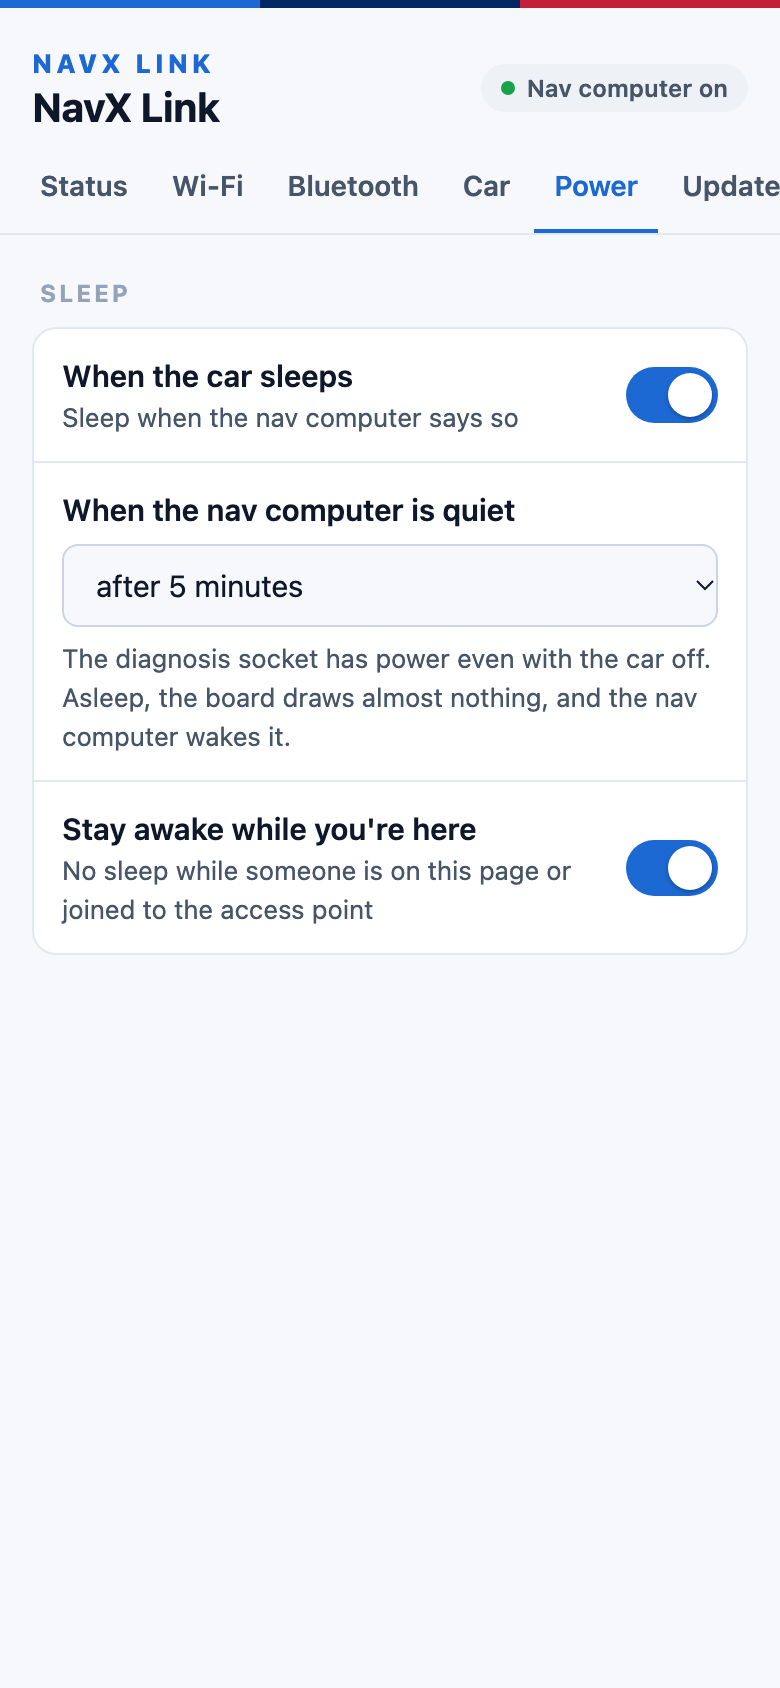 NAVX LINK
NavX Link
Nav computer on
Status Wi-Fi Bluetooth Car Power Update
SLEEP
When the car sleeps
Sleep when the nav computer says so
When the nav computer is quiet
after 5 minutes
The diagnosis socket has power even with the car off.
Asleep, the board draws almost nothing, and the nav
computer wakes it.
Stay awake while you're here
No sleep while someone is on this page or
joined to the access point